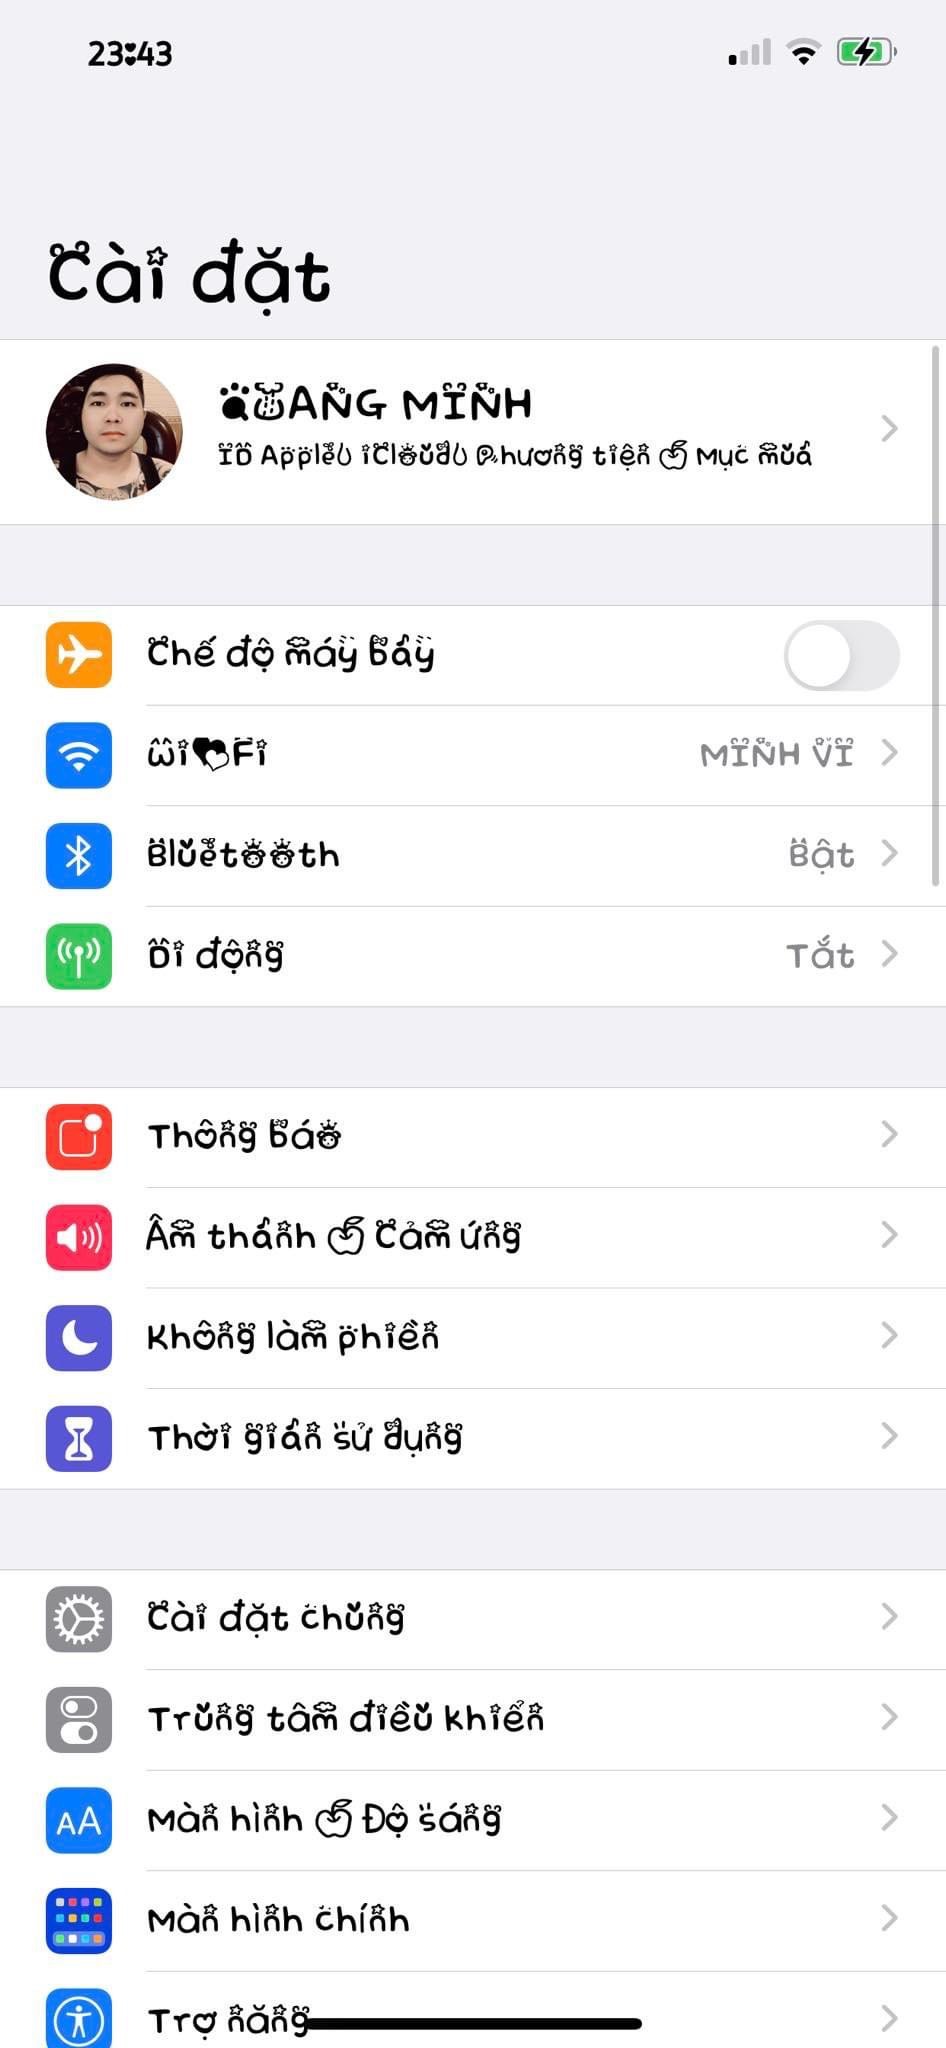 23:43
Cài đặt
QUANG MINH
ID Apple, iCloud, Phương tiện & Mục mua
Chế độ máy bay
Wi-Fi
MINH VI
Bluetooth
Bật
Di động
Tắt
Thông báo
Âm thanh & Cảm ứng
Không làm phiền
Thời gian sử dụng
Cài đặt chung
Trung tâm điều khiển
AA
Màn hình & Độ sáng
Màn hình chính
Trợ năng